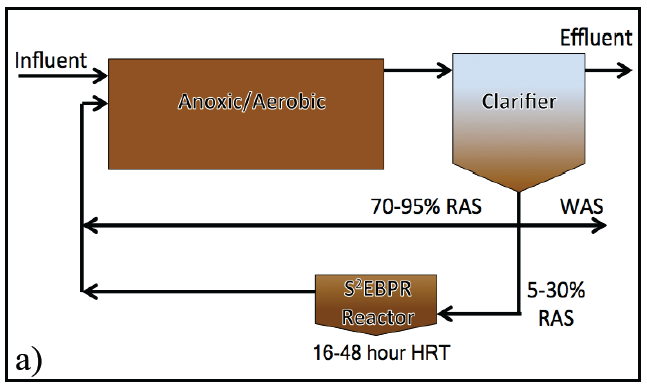 Effluent
Influent
Anoxic/Aerobic
Clarifier
70-95% RAS
WAS
S²EBPR
Reactor
5-30%
RAS
16-48 hour HRT
a)